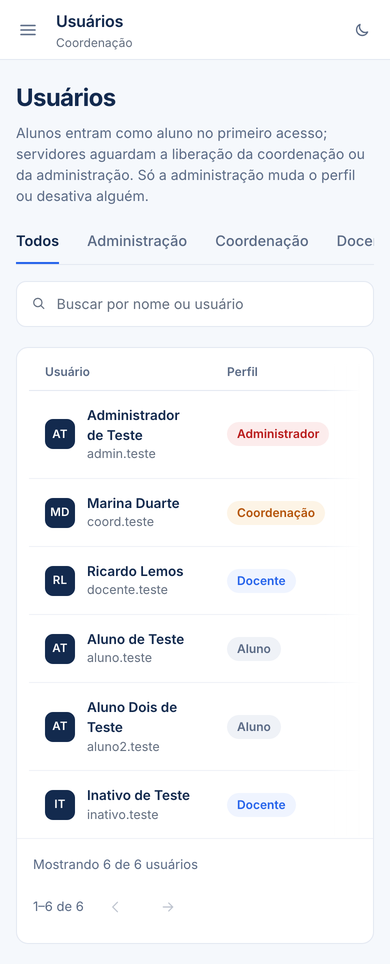 Usuários
Coordenação
Usuários
Alunos entram como aluno no primeiro acesso;
servidores aguardam a liberação da coordenação ou
da administração. Só a administração muda o perfil
ou desativa alguém.
Todos Administração Coordenação Docen
Buscar por nome ou usuário
Usuário Perfil
AT Administrador de Teste admin.teste Administrador
MD Marina Duarte coord.teste Coordenação
RL Ricardo Lemos docente.teste Docente
AT Aluno de Teste aluno.teste Aluno
AT Aluno Dois de Teste aluno2.teste Aluno
IT Inativo de Teste inativo.teste Docente
Mostrando 6 de 6 usuários
1–6 de 6